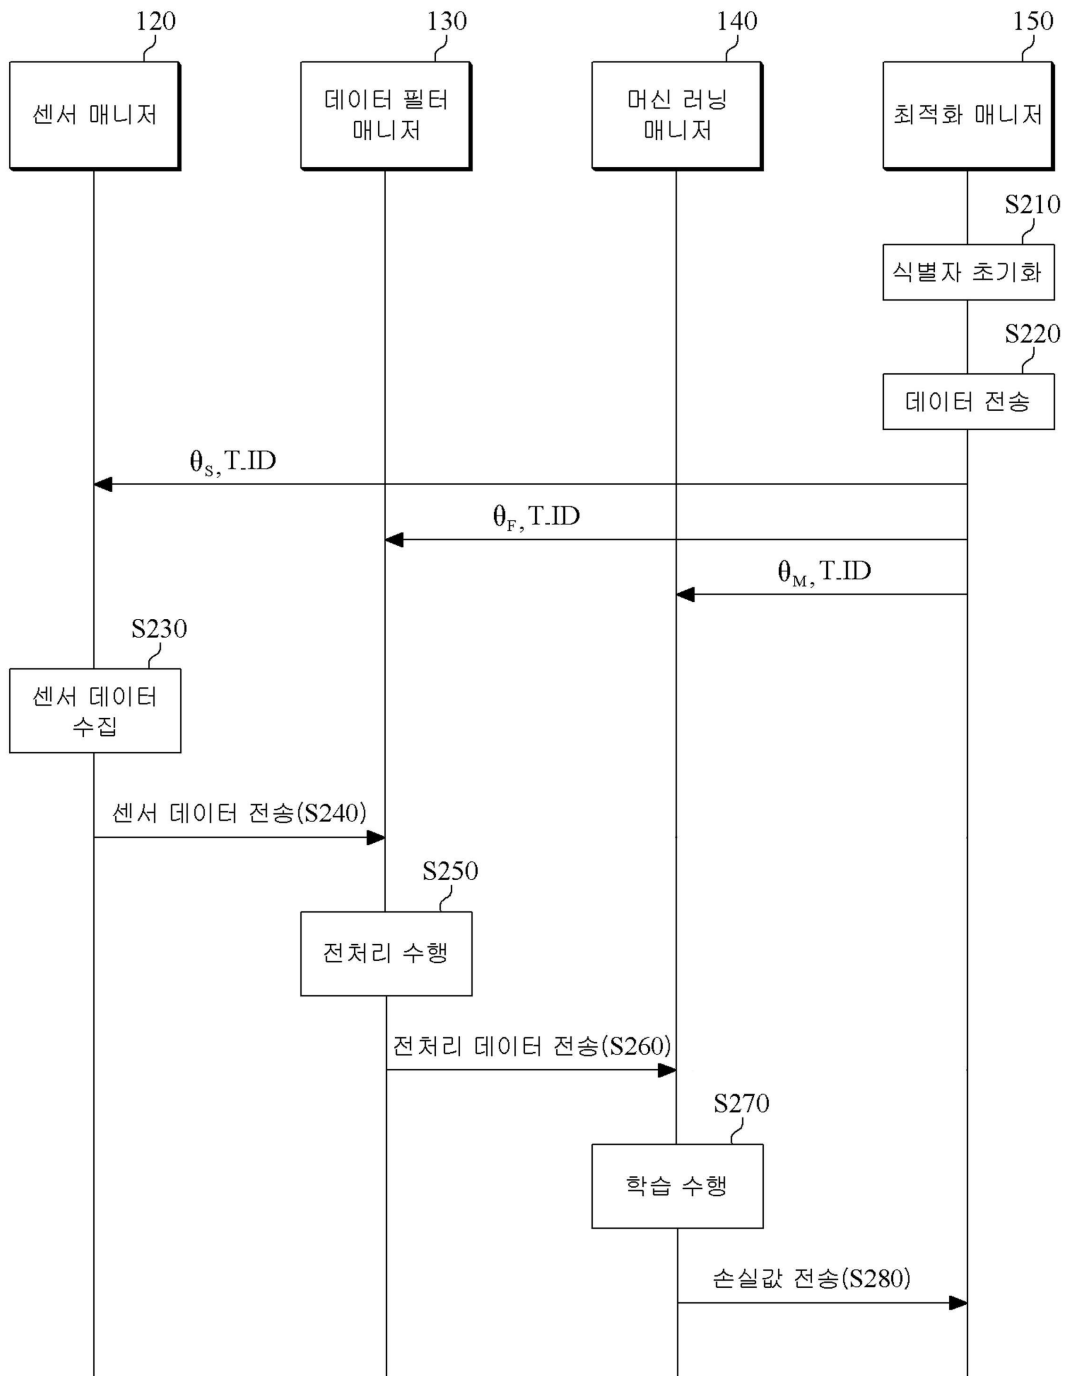 120
130
140
150
센서 매니저
데이터 필터
매니저
머신 러닝
매니저
최적화 매니저
S210
식별자 초기화
S220
데이터 전송
θS, T_ID
θF, T_ID
θM, T_ID
S230
센서 데이터
수집
센서 데이터 전송(S240)
S250
전처리 수행
전처리 데이터 전송(S260)
S270
학습 수행
손실값 전송(S280)